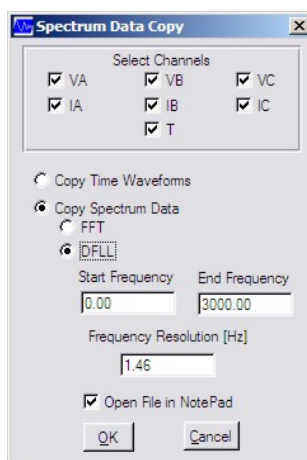 Spectrum Data Copy
Select Channels
VA VB VC
IA IB IC
T
Copy Time Waveforms
Copy Spectrum Data
FFT
DFLL
Start Frequency End Frequency
0.00 3000.00
Frequency Resolution [Hz]
1.46
Open File in NotePad
OK Cancel